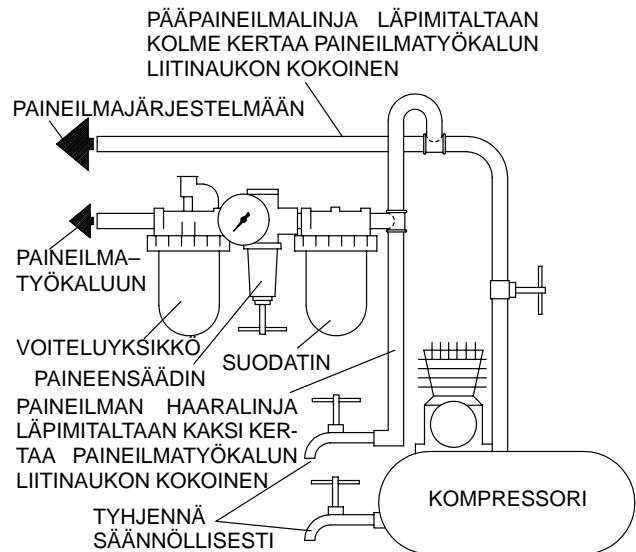 PÄÄPAINEILMALINJA LÄPIMITALTAAN
KOLME KERTAA PAINEILMATYÖKALUN
LIITINAUKON KOKOINEN
PAINEILMAJÄRJESTELMÄÄN
PAINEILMA–
TYÖKALUUN
VOITELUYKSIKKÖ
SUODATIN
PAINEENSÄÄDIN
PAINEILMAN HAARALINJA
LÄPIMITALTAAN KAKSI KER-
TAA PAINEILMATYÖKALUN
LIITINAUKON KOKOINEN
KOMPRESSORI
TYHJENNÄ
SÄÄNNÖLLISESTI